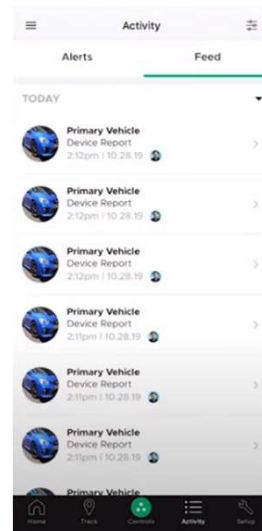 Activity
Alerts
Feed
TODAY
Primary Vehicle
Device Report
2:12pm | 10.28.19
Primary Vehicle
Device Report
2:12pm | 10.28.19
Primary Vehicle
Device Report
2:12pm | 10.28.19
Primary Vehicle
Device Report
2:11pm | 10.28.19
Primary Vehicle
Device Report
2:11pm | 10.28.19
Primary Vehicle
Device Report
2:11pm | 10.28.19
Primary Vehicle
Home
Track
Controls
Activity
Setup